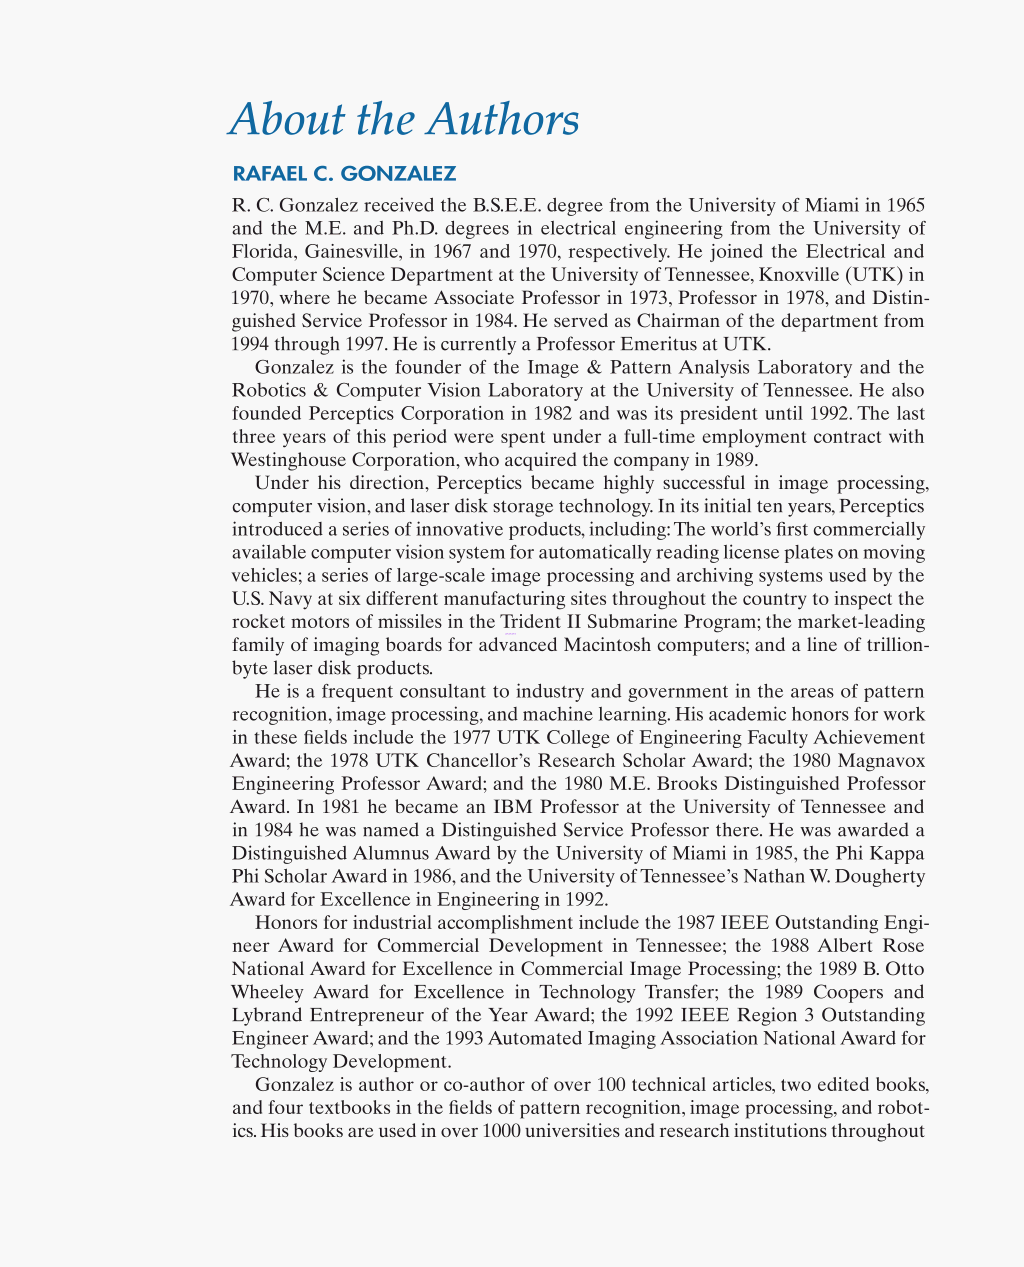 About the Authors
RAFAEL C. GONZALEZ
R. C. Gonzalez received the B.S.E.E. degree from the University of Miami in 1965
and the M.E. and Ph.D. degrees in electrical engineering from the University of
Florida, Gainesville, in 1967 and 1970, respectively. He joined the Electrical and
Computer Science Department at the University of Tennessee, Knoxville (UTK) in
1970, where he became Associate Professor in 1973, Professor in 1978, and Distin-
guished Service Professor in 1984. He served as Chairman of the department from
1994 through 1997. He is currently a Professor Emeritus at UTK.
Gonzalez is the founder of the Image & Pattern Analysis Laboratory and the
Robotics & Computer Vision Laboratory at the University of Tennessee. He also
founded Perceptics Corporation in 1982 and was its president until 1992. The last
three years of this period were spent under a full-time employment contract with
Westinghouse Corporation, who acquired the company in 1989.
Under his direction, Perceptics became highly successful in image processing,
computer vision, and laser disk storage technology. In its initial ten years, Perceptics
introduced a series of innovative products, including: The world's first commercially
available computer vision system for automatically reading license plates on moving
vehicles; a series of large-scale image processing and archiving systems used by the
U.S. Navy at six different manufacturing sites throughout the country to inspect the
rocket motors of missiles in the Trident II Submarine Program; the market-leading
family of imaging boards for advanced Macintosh computers; and a line of trillion-
byte laser disk products.
He is a frequent consultant to industry and government in the areas of pattern
recognition, image processing, and machine learning. His academic honors for work
in these fields include the 1977 UTK College of Engineering Faculty Achievement
Award; the 1978 UTK Chancellor's Research Scholar Award; the 1980 Magnavox
Engineering Professor Award; and the 1980 M.E. Brooks Distinguished Professor
Award. In 1981 he became an IBM Professor at the University of Tennessee and
in 1984 he was named a Distinguished Service Professor there. He was awarded a
Distinguished Alumnus Award by the University of Miami in 1985, the Phi Kappa
Phi Scholar Award in 1986, and the University of Tennessee's Nathan W. Dougherty
Award for Excellence in Engineering in 1992.
Honors for industrial accomplishment include the 1987 IEEE Outstanding Engi-
neer Award for Commercial Development in Tennessee; the 1988 Albert Rose
National Award for Excellence in Commercial Image Processing; the 1989 B. Otto
Wheeley Award for Excellence in Technology Transfer; the 1989 Coopers and
Lybrand Entrepreneur of the Year Award; the 1992 IEEE Region 3 Outstanding
Engineer Award; and the 1993 Automated Imaging Association National Award for
Technology Development.
Gonzalez is author or co-author of over 100 technical articles, two edited books,
and four textbooks in the fields of pattern recognition, image processing, and robot-
ics. His books are used in over 1000 universities and research institutions throughout